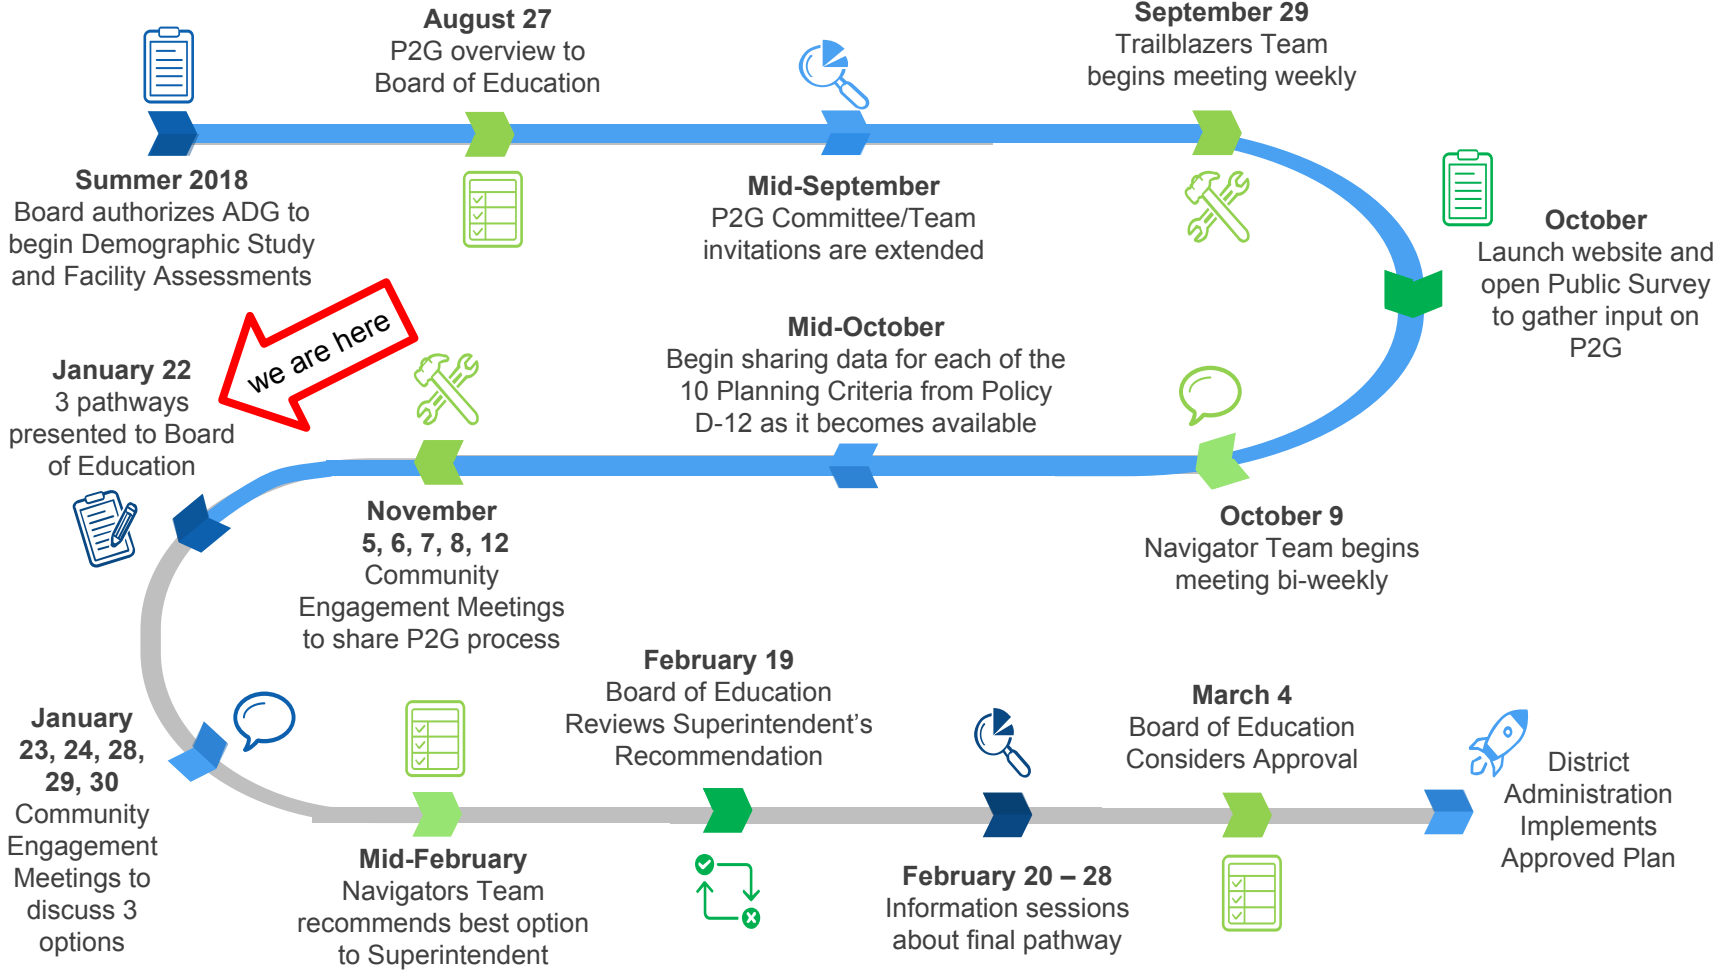 August 27
P2G overview to
Board of Education
September 29
Trailblazers Team
begins meeting weekly
Summer 2018
Board authorizes ADG to
begin Demographic Study
and Facility Assessments
Mid-September
P2G Committee/Team
invitations are extended
October
Launch website and
open Public Survey
to gather input on
P2G
we are here
January 22
3 pathways
presented to Board
of Education
Mid-October
Begin sharing data for each of the
10 Planning Criteria from Policy
D-12 as it becomes available
November
5, 6, 7, 8, 12
Community
Engagement Meetings
to share P2G process
October 9
Navigator Team begins
meeting bi-weekly
January
23, 24, 28,
29, 30
Community
Engagement
Meetings to
discuss 3
options
Mid-February
Navigators Team
recommends best option
to Superintendent
February 19
Board of Education
Reviews Superintendent’s
Recommendation
February 20 – 28
Information sessions
about final pathway
March 4
Board of Education
Considers Approval
District
Administration
Implements
Approved Plan